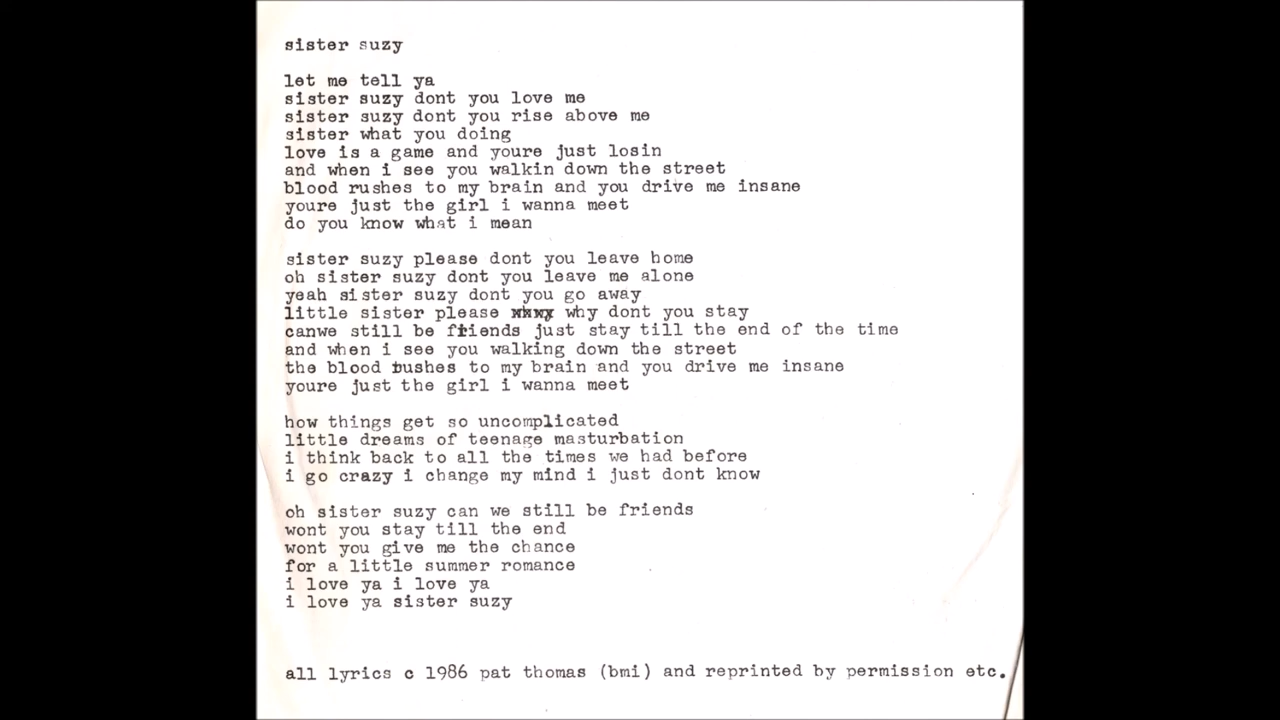 sister suzy
let me tell ya
sister suzy dont you love me
sister suzy dont you rise above me
sister what you doing
love is a game and youre just losin
and when i see you walkin down the street
blood rushes to my brain and you drive me insane
youre just the girl i wanna meet
do you know what i mean
sister suzy please dont you leave home
oh sister suzy dont you leave me alone
yeah sister suzy dont you go away
little sister please why dont you stay
canwe still be friends just stay till the end of the time
and when i see you walking down the street
the blood rushes to my brain and you drive me insane
youre just the girl i wanna meet
how things get so uncomplicated
little dreams of teenage masturbation
i think back to all the times we had before
i go crazy i change my mind i just dont know
oh sister suzy can we still be friends
wont you stay till the end
wont you give me the chance
for a little summer romance
i love ya i love ya
i love ya sister suzy
all lyrics c 1986 pat thomas (bmi) and reprinted by permission etc.